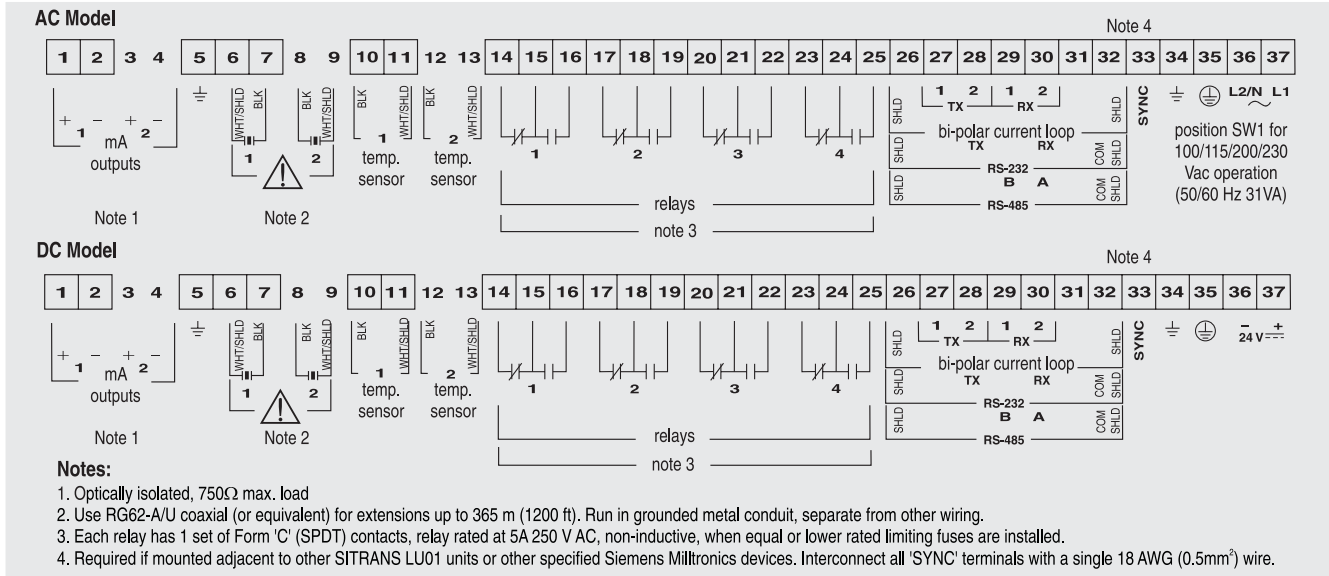 AC Model
Note 4
1 2 3 4 5 6 7 8 9 10 11 12 13 14 15 16 17 18 19 20 21 22 23 24 25 26 27 28 29 30 31 32 33 34 35 36 37
+ 1 - + 2 -
mA
outputs
Note 1
WHT/SHLD BLK BLK WHT/SHLD
1 2
Note 2
BLK WHT/SHLD BLK WHT/SHLD
1 2
temp. temp.
sensor sensor
1 2 3 4
relays
note 3
SHLD 1 2 1 2 SHLD SYNC L2/N L1
TX RX
bi-polar current loop
SHLD TX RX COM SHLD
RS-232
SHLD B A COM SHLD
RS-485
position SW1 for
100/115/200/230
Vac operation
(50/60 Hz 31VA)
DC Model
Note 4
1 2 3 4 5 6 7 8 9 10 11 12 13 14 15 16 17 18 19 20 21 22 23 24 25 26 27 28 29 30 31 32 33 34 35 36 37
+ 1 - + 2 -
mA
outputs
Note 1
WHT/SHLD BLK BLK WHT/SHLD
1 2
Note 2
BLK WHT/SHLD BLK WHT/SHLD
1 2
temp. temp.
sensor sensor
1 2 3 4
relays
note 3
SHLD 1 2 1 2 SHLD SYNC - +
TX RX 24 V
bi-polar current loop
SHLD TX RX COM SHLD
RS-232
SHLD B A COM SHLD
RS-485
Notes:
1. Optically isolated, 750Ω max. load
2. Use RG62-A/U coaxial (or equivalent) for extensions up to 365 m (1200 ft). Run in grounded metal conduit, separate from other wiring.
3. Each relay has 1 set of Form 'C' (SPDT) contacts, relay rated at 5A 250 V AC, non-inductive, when equal or lower rated limiting fuses are installed.
4. Required if mounted adjacent to other SITRANS LU01 units or other specified Siemens Milltronics devices. Interconnect all 'SYNC' terminals with a single 18 AWG (0.5mm²) wire.